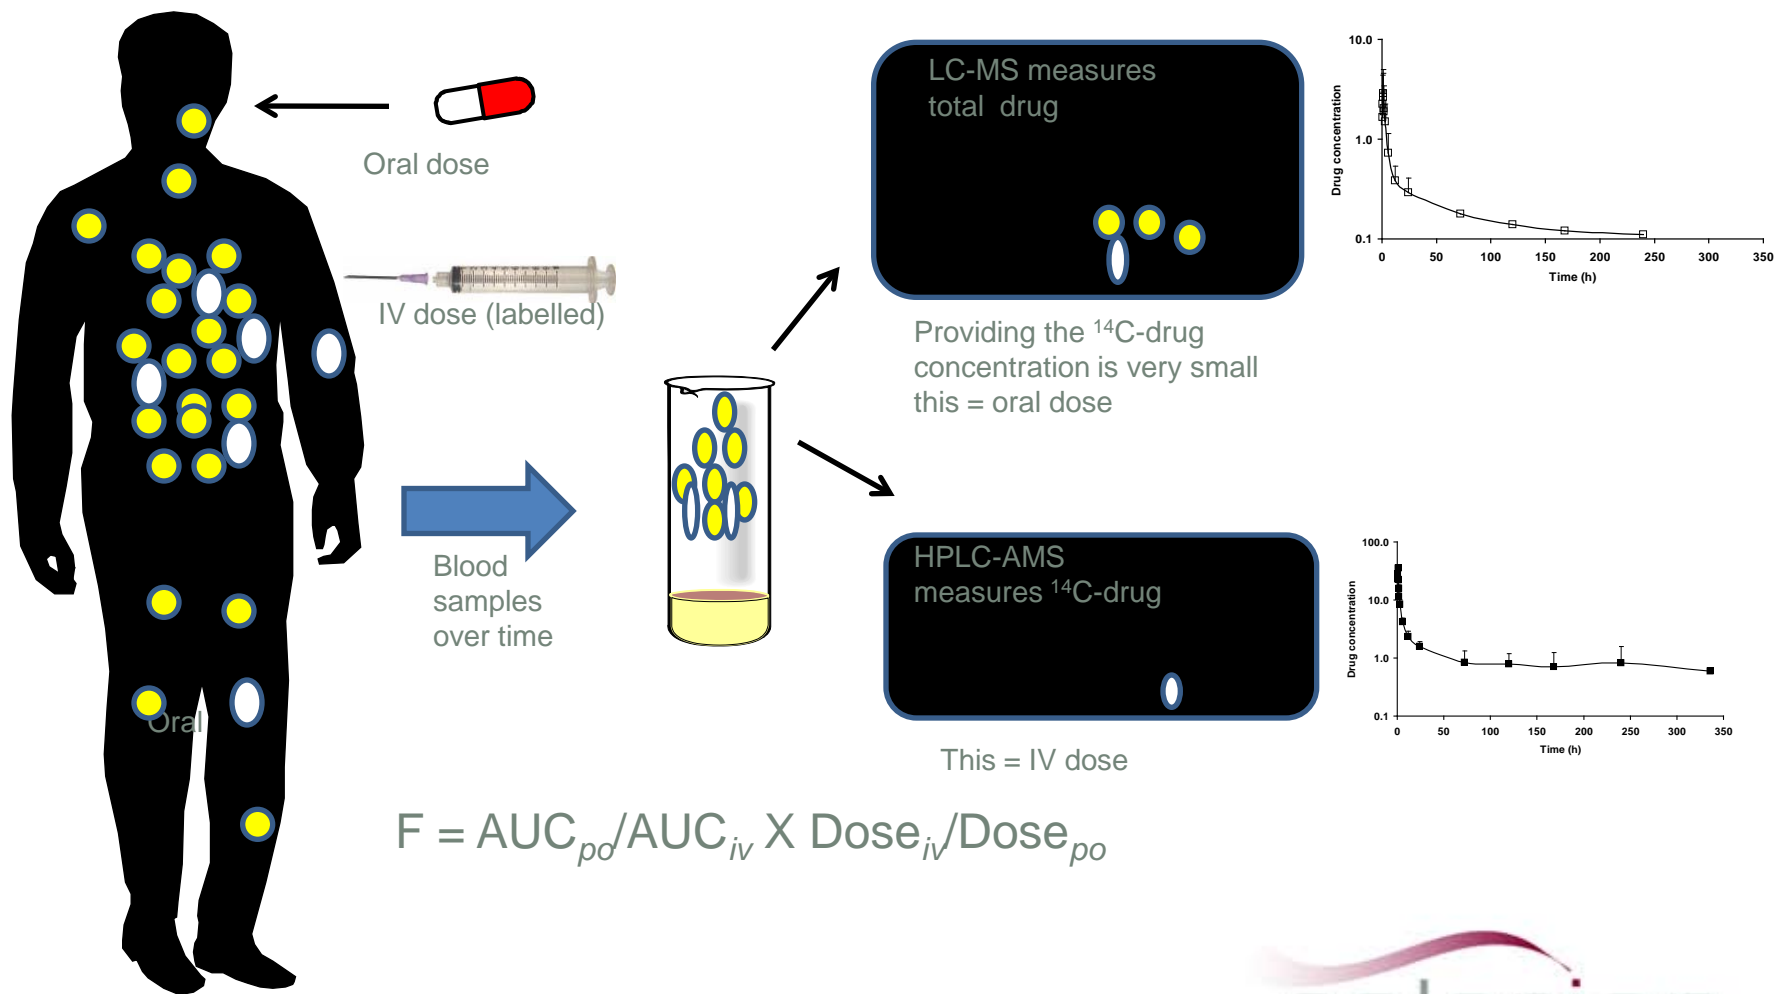 Oral dose
IV dose (labelled)
Blood
samples
over time
Oral
LC-MS measures
total drug
Providing the ¹⁴C-drug
concentration is very small
this = oral dose
HPLC-AMS
measures ¹⁴C-drug
This = IV dose
F = AUCpo/AUCiv X Doseiv/Dosepo
Drug concentration
10.0
1.0
0.1
0 50 100 150 200 250 300 350
Time (h)
Drug concentration
100.0
10.0
1.0
0.1
0 50 100 150 200 250 300 350
Time (h)